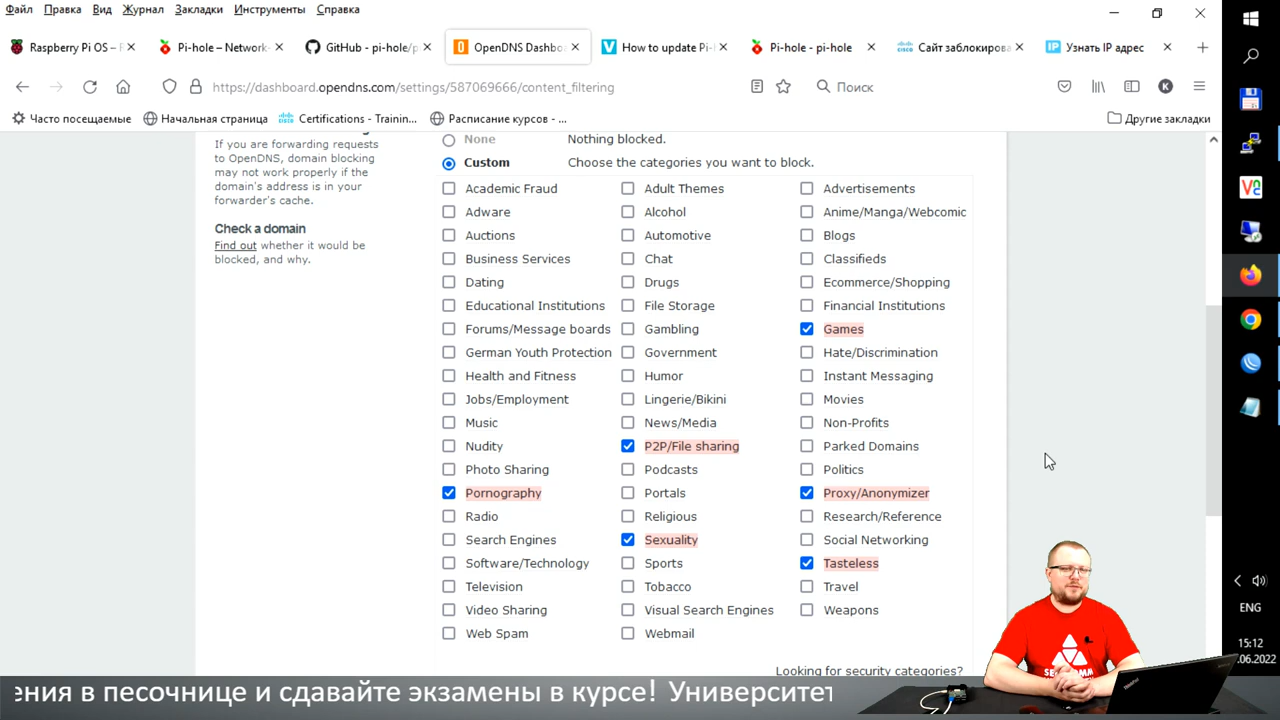 Файл Правка Вид Журнал Закладки Инструменты Справка
Raspberry Pi OS – R
Pi-hole – Network-
GitHub - pi-hole/p
OpenDNS Dashbo
How to update Pi-
Pi-hole - pi-hole
Сайт заблокирова
Узнать IP адрес
https://dashboard.opendns.com/settings/587069666/content_filtering
Поиск
Часто посещаемые
Начальная страница
Certifications - Trainin...
Расписание курсов - ...
Другие закладки
If you are forwarding requests
to OpenDNS, domain blocking
may not work properly if the
domain's address is in your
forwarder's cache.
Check a domain
Find out whether it would be
blocked, and why.
None Nothing blocked.
Custom Choose the categories you want to block.
Academic Fraud Adult Themes Advertisements
Adware Alcohol Anime/Manga/Webcomic
Auctions Automotive Blogs
Business Services Chat Classifieds
Dating Drugs Ecommerce/Shopping
Educational Institutions File Storage Financial Institutions
Forums/Message boards Gambling Games
German Youth Protection Government Hate/Discrimination
Health and Fitness Humor Instant Messaging
Jobs/Employment Lingerie/Bikini Movies
Music News/Media Non-Profits
Nudity P2P/File sharing Parked Domains
Photo Sharing Podcasts Politics
Pornography Portals Proxy/Anonymizer
Radio Religious Research/Reference
Search Engines Sexuality Social Networking
Software/Technology Sports Tasteless
Television Tobacco Travel
Video Sharing Visual Search Engines Weapons
Web Spam Webmail
Looking for security categories?
ENG
15:12
.06.2022
ения в песочнице и сдавайте экзамены в курсе! Университет